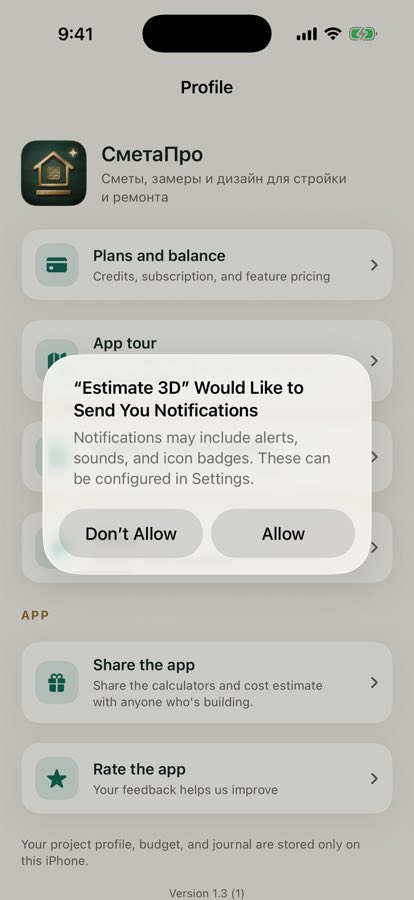 9:41
Profile
СметаПро
Сметы, замеры и дизайн для стройки
и ремонта
Plans and balance
Credits, subscription, and feature pricing
App tour
“Estimate 3D” Would Like to
Send You Notifications
Notifications may include alerts,
sounds, and icon badges. These can
be configured in Settings.
Don’t Allow
Allow
APP
Share the app
Share the calculators and cost estimate
with anyone who's building.
Rate the app
Your feedback helps us improve
Your project profile, budget, and journal are stored only on
this iPhone.
Version 1.3 (1)